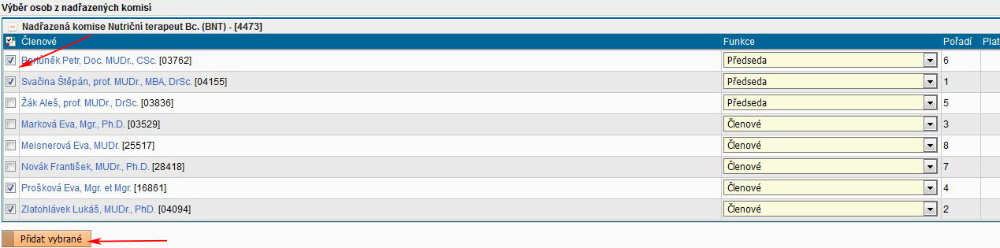 Výběr osob z nadřazených komisí
Nadřazená komise Nutriční terapeut Bc. (BNT) - [4473]
Členové Funkce Pořadí Plat
Bartůněk Petr, Doc. MUDr., CSc. [03762] Předseda 6
Svačina Štěpán, prof. MUDr., MBA, DrSc. [04155] Předseda 1
Žák Aleš, prof. MUDr., DrSc. [03836] Předseda 5
Marková Eva, Mgr., Ph.D. [03529] Členové 3
Meisnerová Eva, MUDr. [25517] Členové 8
Novák František, MUDr., Ph.D. [28418] Členové 7
Prošková Eva, Mgr. et Mgr. [16861] Členové 4
Zlatohlávek Lukáš, MUDr., PhD. [04094] Členové 2
Přidat vybrané